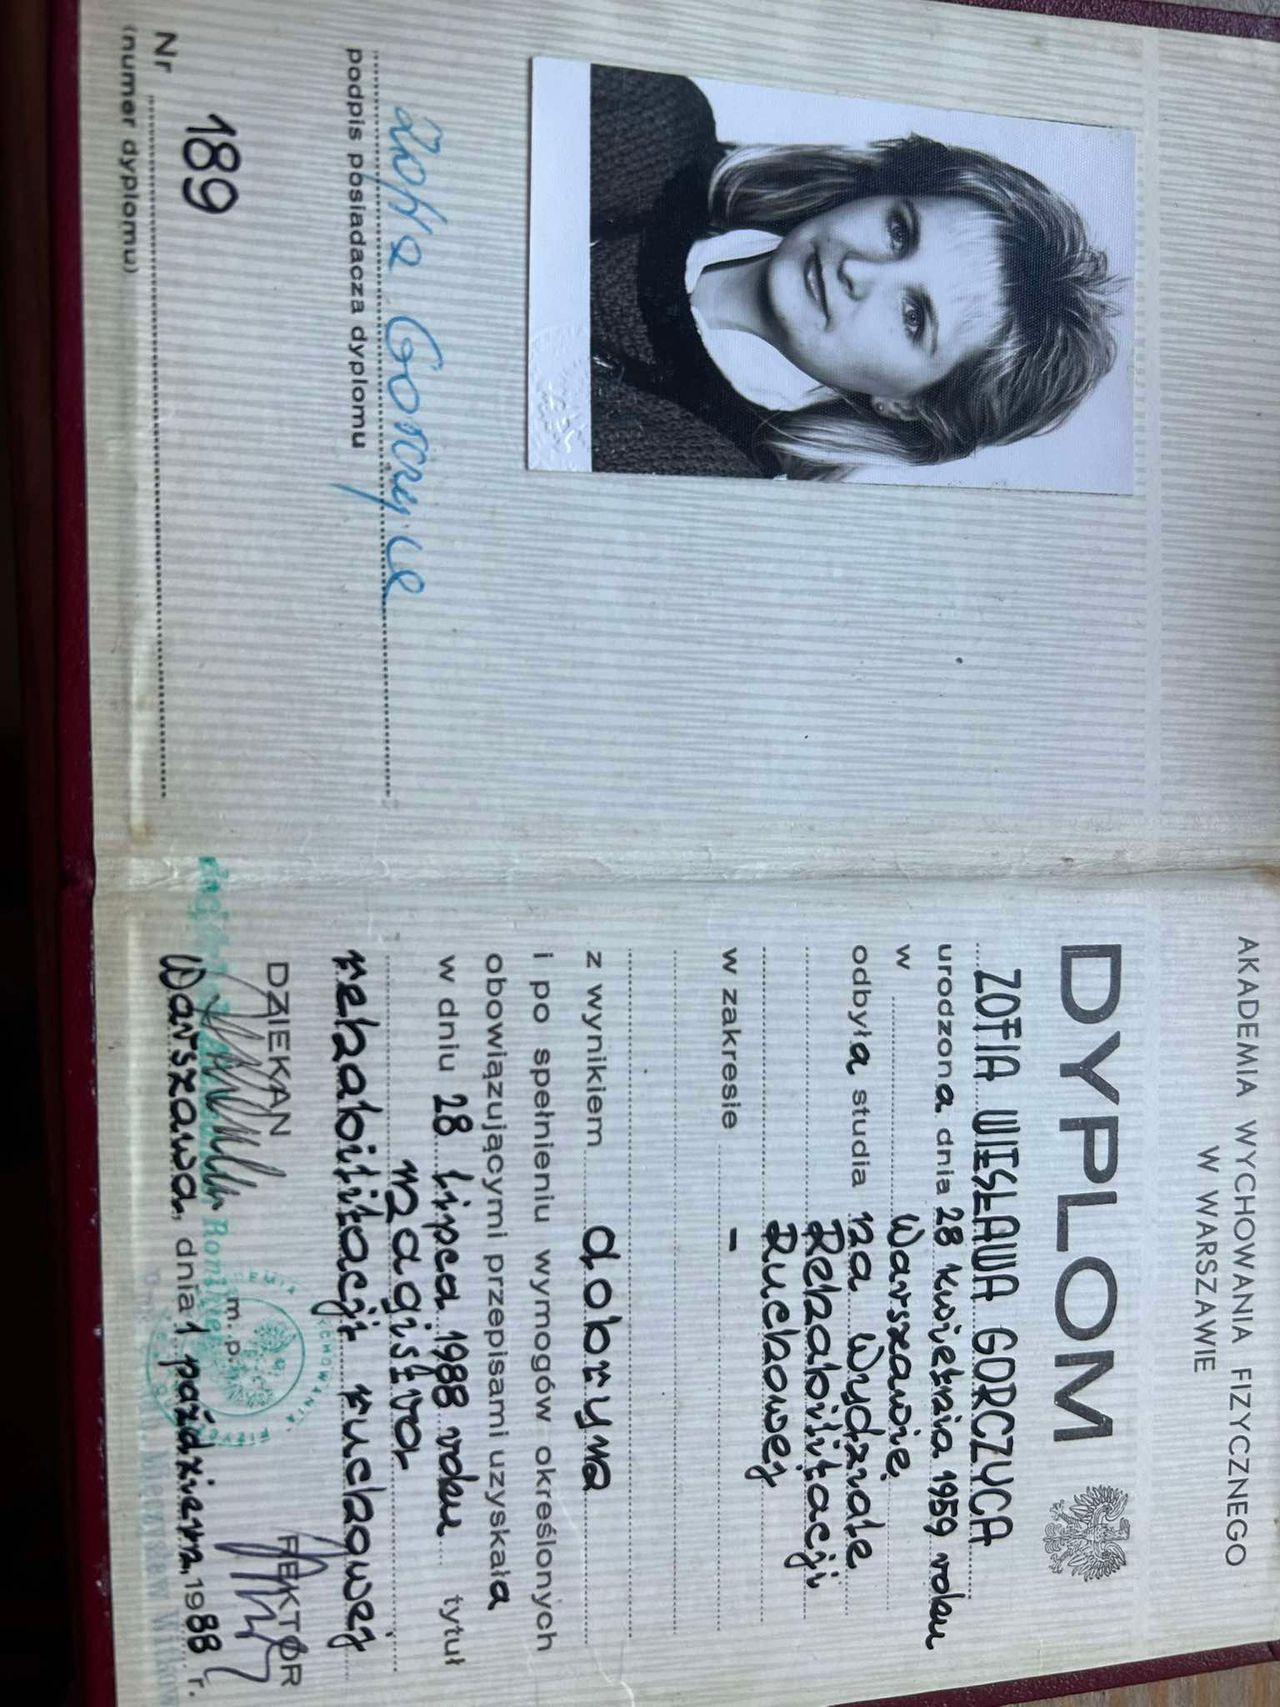 Zofia Gorczyca
podpis posiadacza dyplomu
Nr 189
(numer dyplomu)
AKADEMIA WYCHOWANIA FIZYCZNEGO
W WARSZAWIE
DYPLOM
ZOFIA WIESŁAWA GORCZYCA
urodzona dnia 28 kwietnia 1959 roku
w Warszawie
odbyła studia na Wydziale
Rehabilitacji
Ruchowej
w zakresie –
z wynikiem dobrym
i po spełnieniu wymogów określonych
obowiązującymi przepisami uzyskała
w dniu 28 lipca 1988 roku tytuł
magistra
rehabilitacji ruchowej
DZIEKAN
m. p.
REKTOR
Warszawa, dnia 1 października 1988 r.